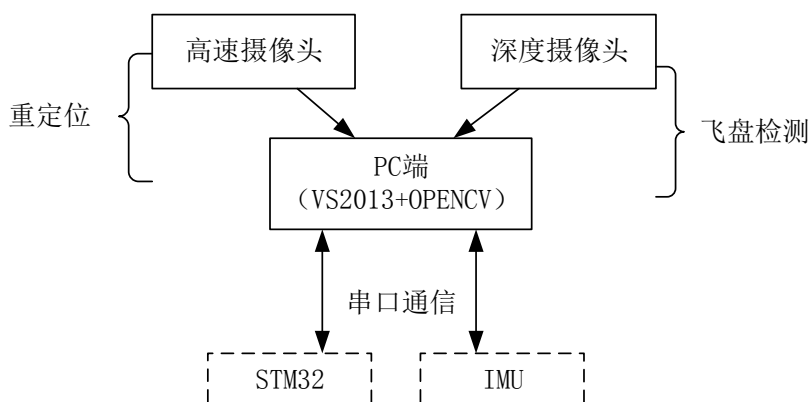 高速摄像头
深度摄像头
重定位
飞盘检测
PC端
（VS2013+OPENCV）
串口通信
STM32
IMU